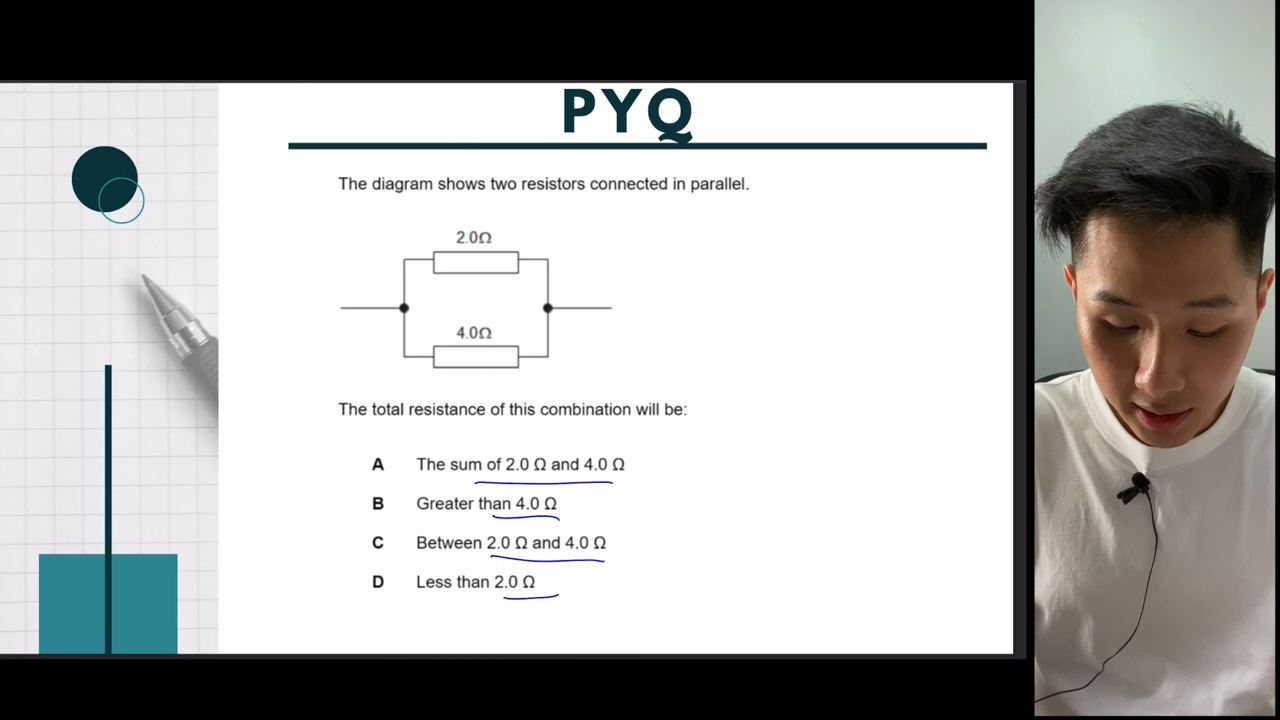 PYQ
The diagram shows two resistors connected in parallel.
2.0Ω
4.0Ω
The total resistance of this combination will be:
A The sum of 2.0 Ω and 4.0 Ω
B Greater than 4.0 Ω
C Between 2.0 Ω and 4.0 Ω
D Less than 2.0 Ω